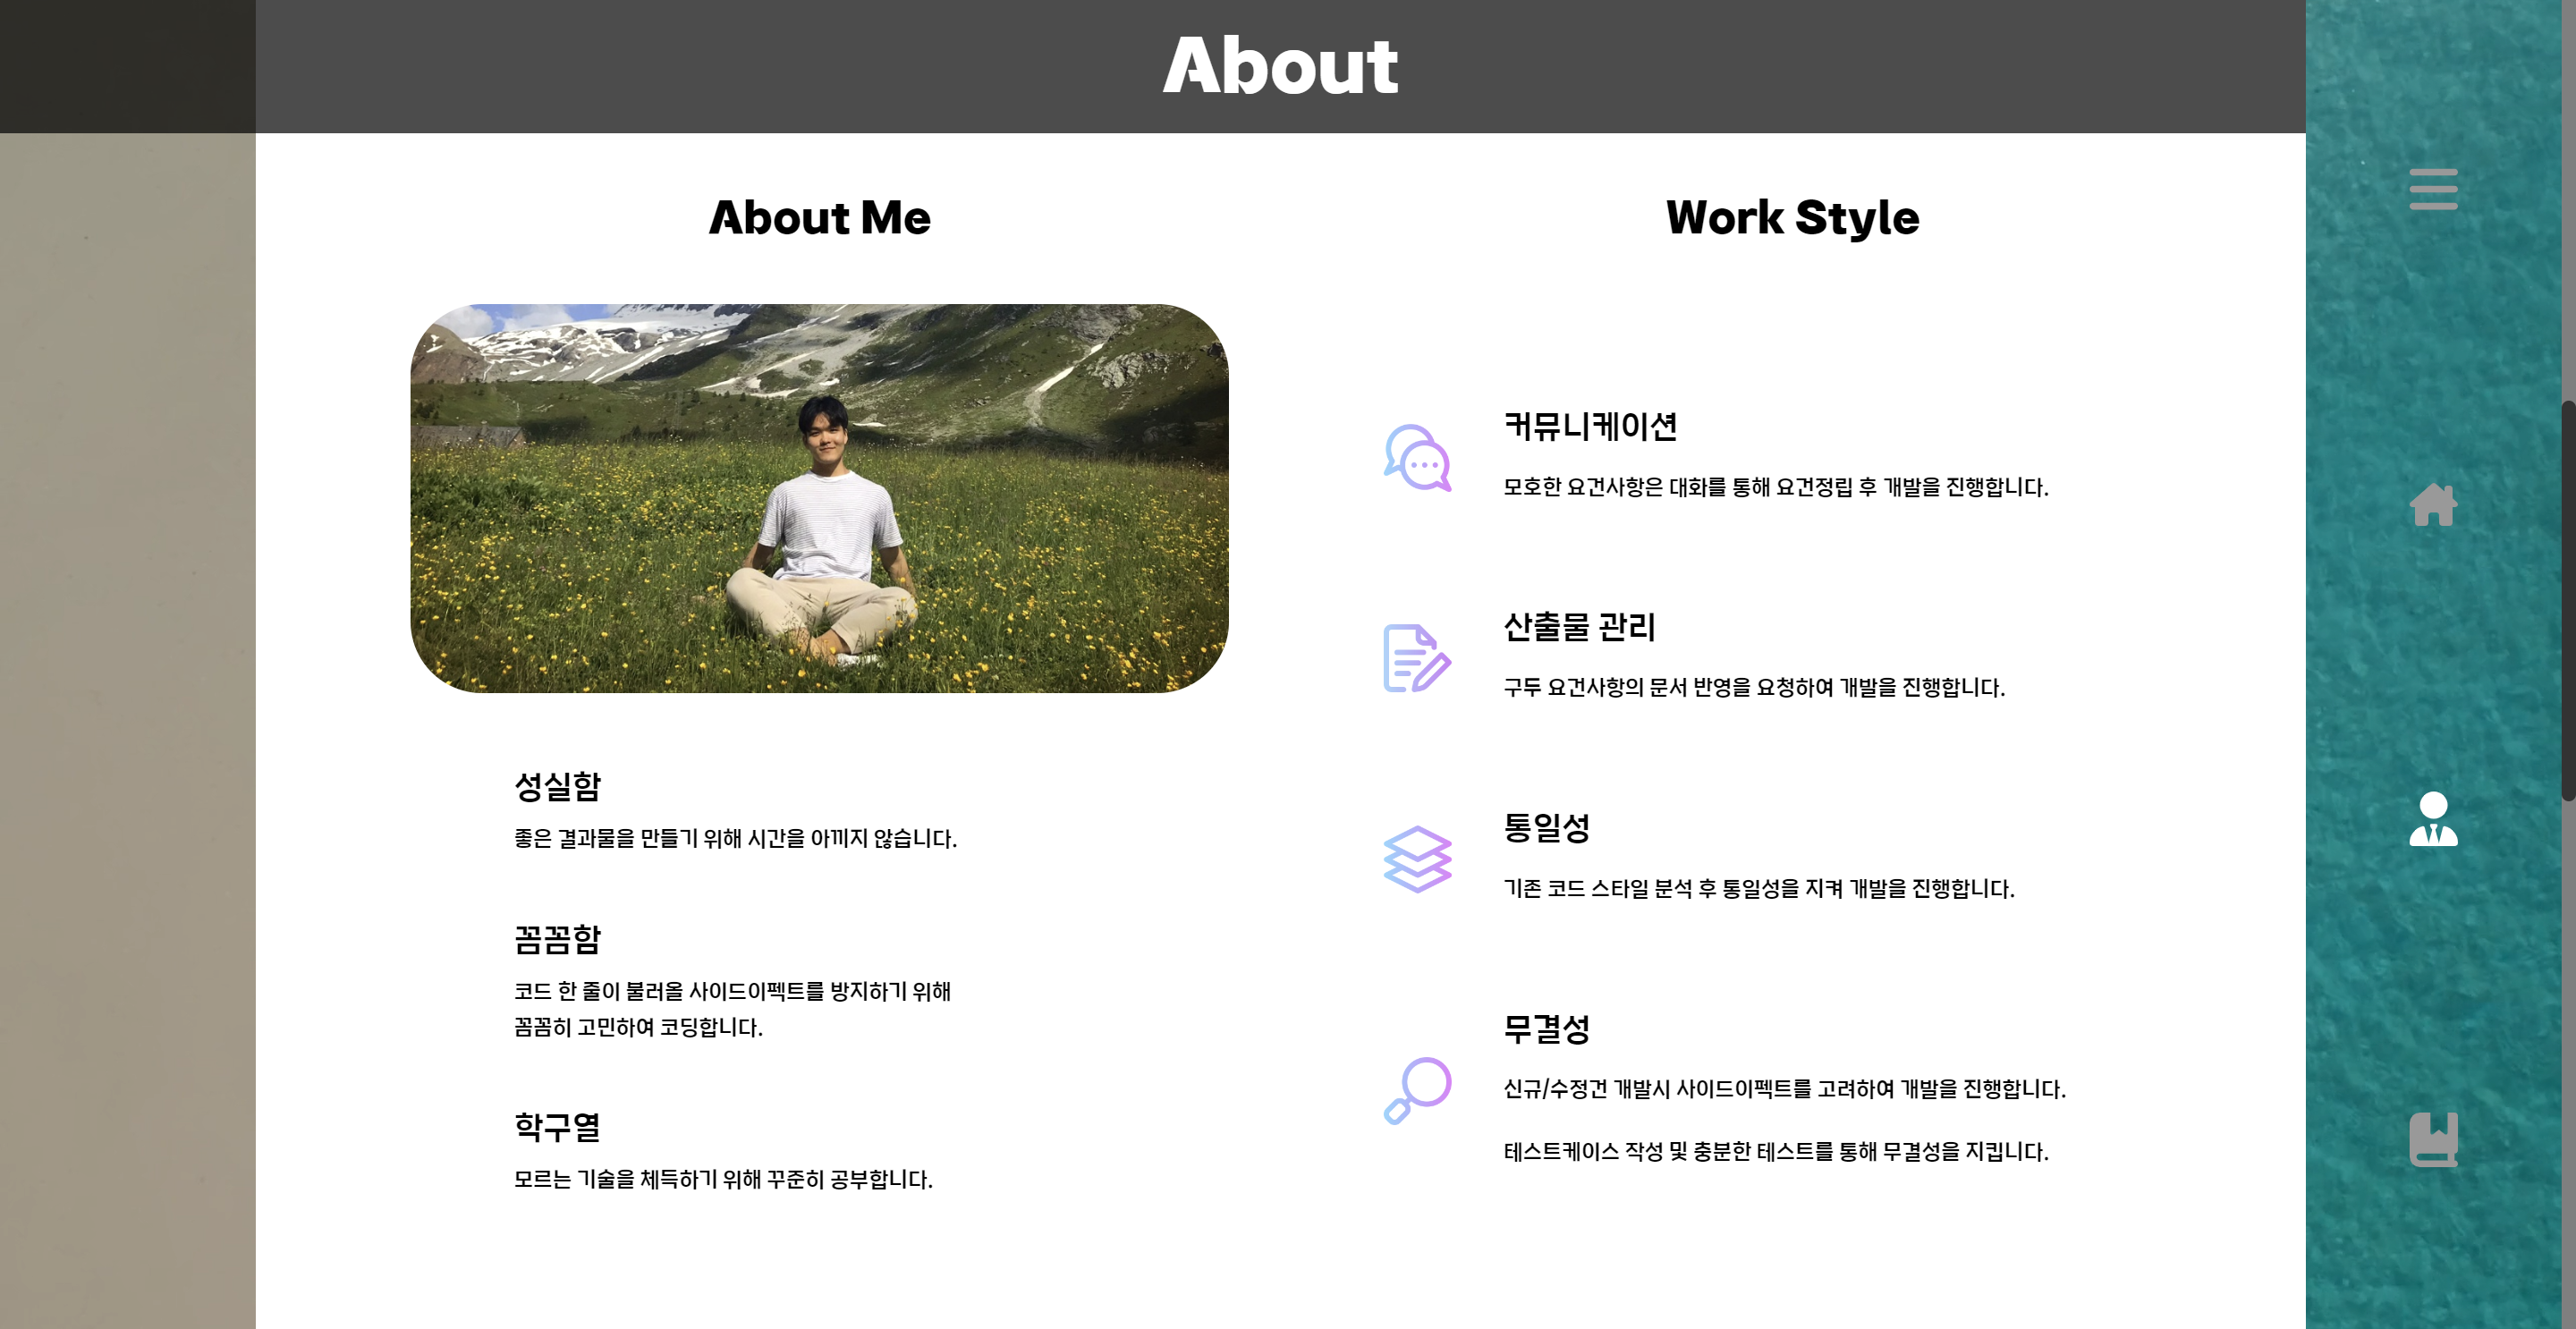 About
About Me
성실함
좋은 결과물을 만들기 위해 시간을 아끼지 않습니다.
꼼꼼함
코드 한 줄이 불러올 사이드이펙트를 방지하기 위해
꼼꼼히 고민하여 코딩합니다.
학구열
모르는 기술을 체득하기 위해 꾸준히 공부합니다.
Work Style
커뮤니케이션
모호한 요건사항은 대화를 통해 요건정립 후 개발을 진행합니다.
산출물 관리
구두 요건사항의 문서 반영을 요청하여 개발을 진행합니다.
통일성
기존 코드 스타일 분석 후 통일성을 지켜 개발을 진행합니다.
무결성
신규/수정건 개발시 사이드이펙트를 고려하여 개발을 진행합니다.
테스트케이스 작성 및 충분한 테스트를 통해 무결성을 지킵니다.